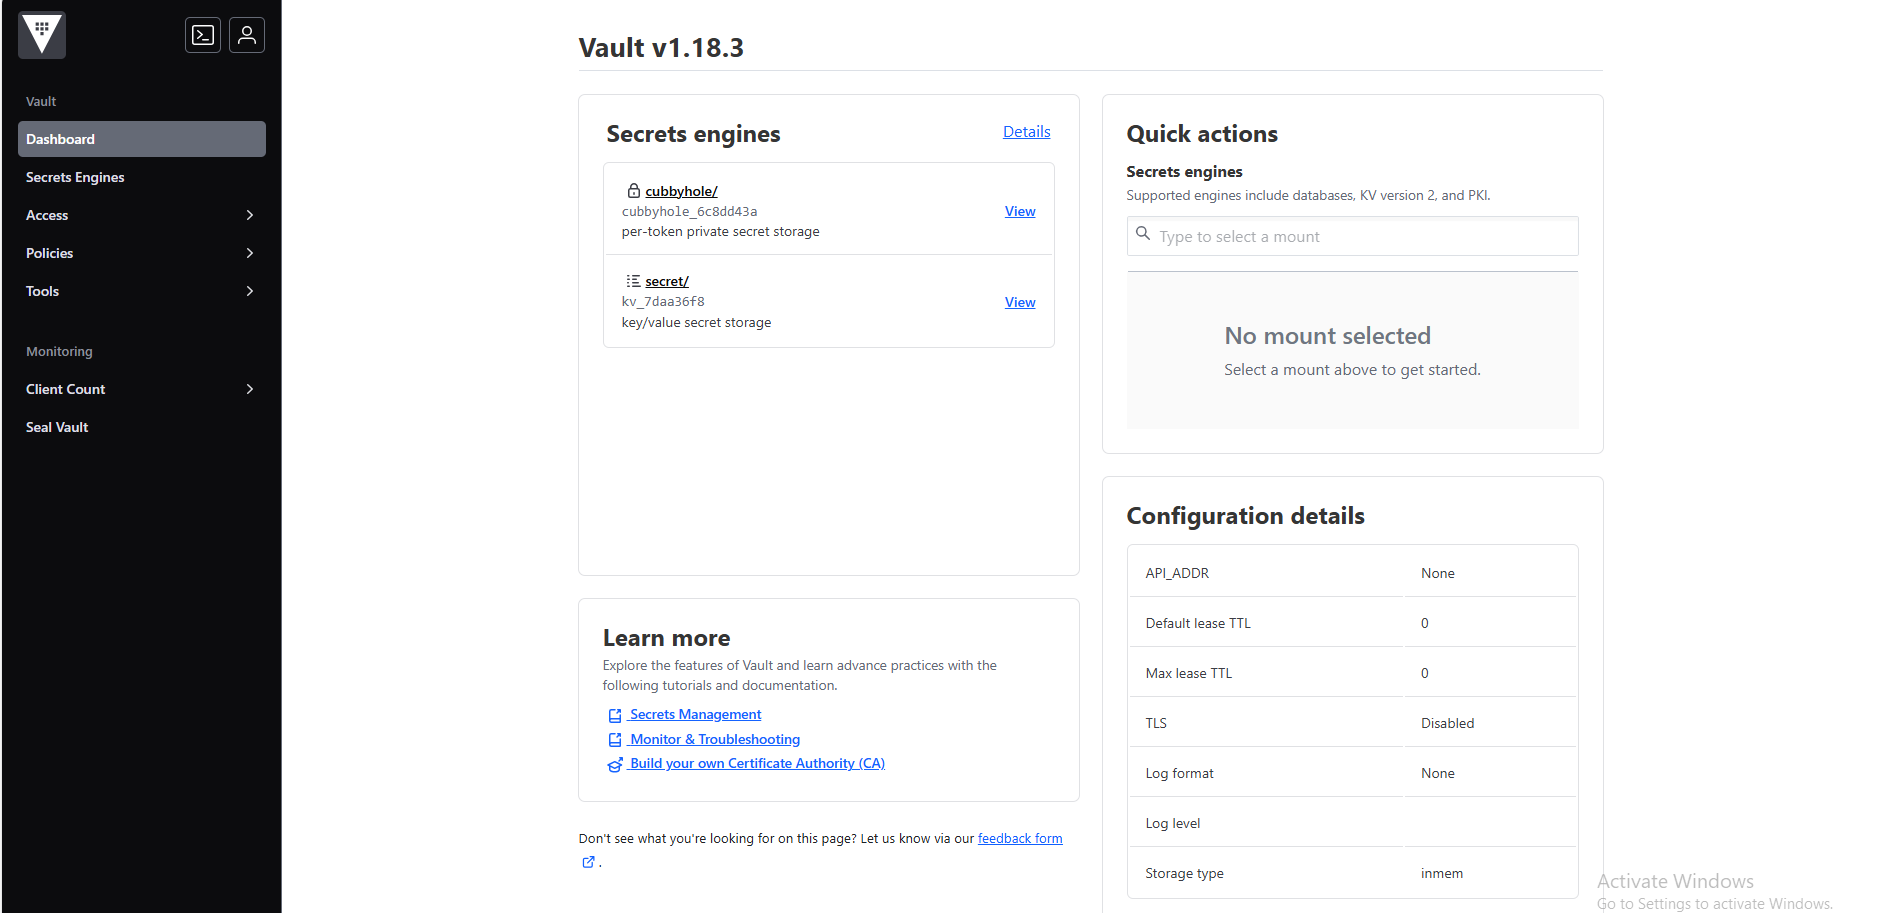 Vault
Dashboard
Secrets Engines
Access
Policies
Tools
Monitoring
Client Count
Seal Vault
Vault v1.18.3
Secrets engines
Details
cubbyhole/
cubbyhole_6c8dd43a
View
per-token private secret storage
secret/
kv_7daa36f8
View
key/value secret storage
Learn more
Explore the features of Vault and learn advance practices with the
following tutorials and documentation.
Secrets Management
Monitor & Troubleshooting
Build your own Certificate Authority (CA)
Don't see what you're looking for on this page? Let us know via our feedback form
.
Quick actions
Secrets engines
Supported engines include databases, KV version 2, and PKI.
Type to select a mount
No mount selected
Select a mount above to get started.
Configuration details
API_ADDR None
Default lease TTL 0
Max lease TTL 0
TLS Disabled
Log format None
Log level
Storage type inmem
Activate Windows
Go to Settings to activate Windows.